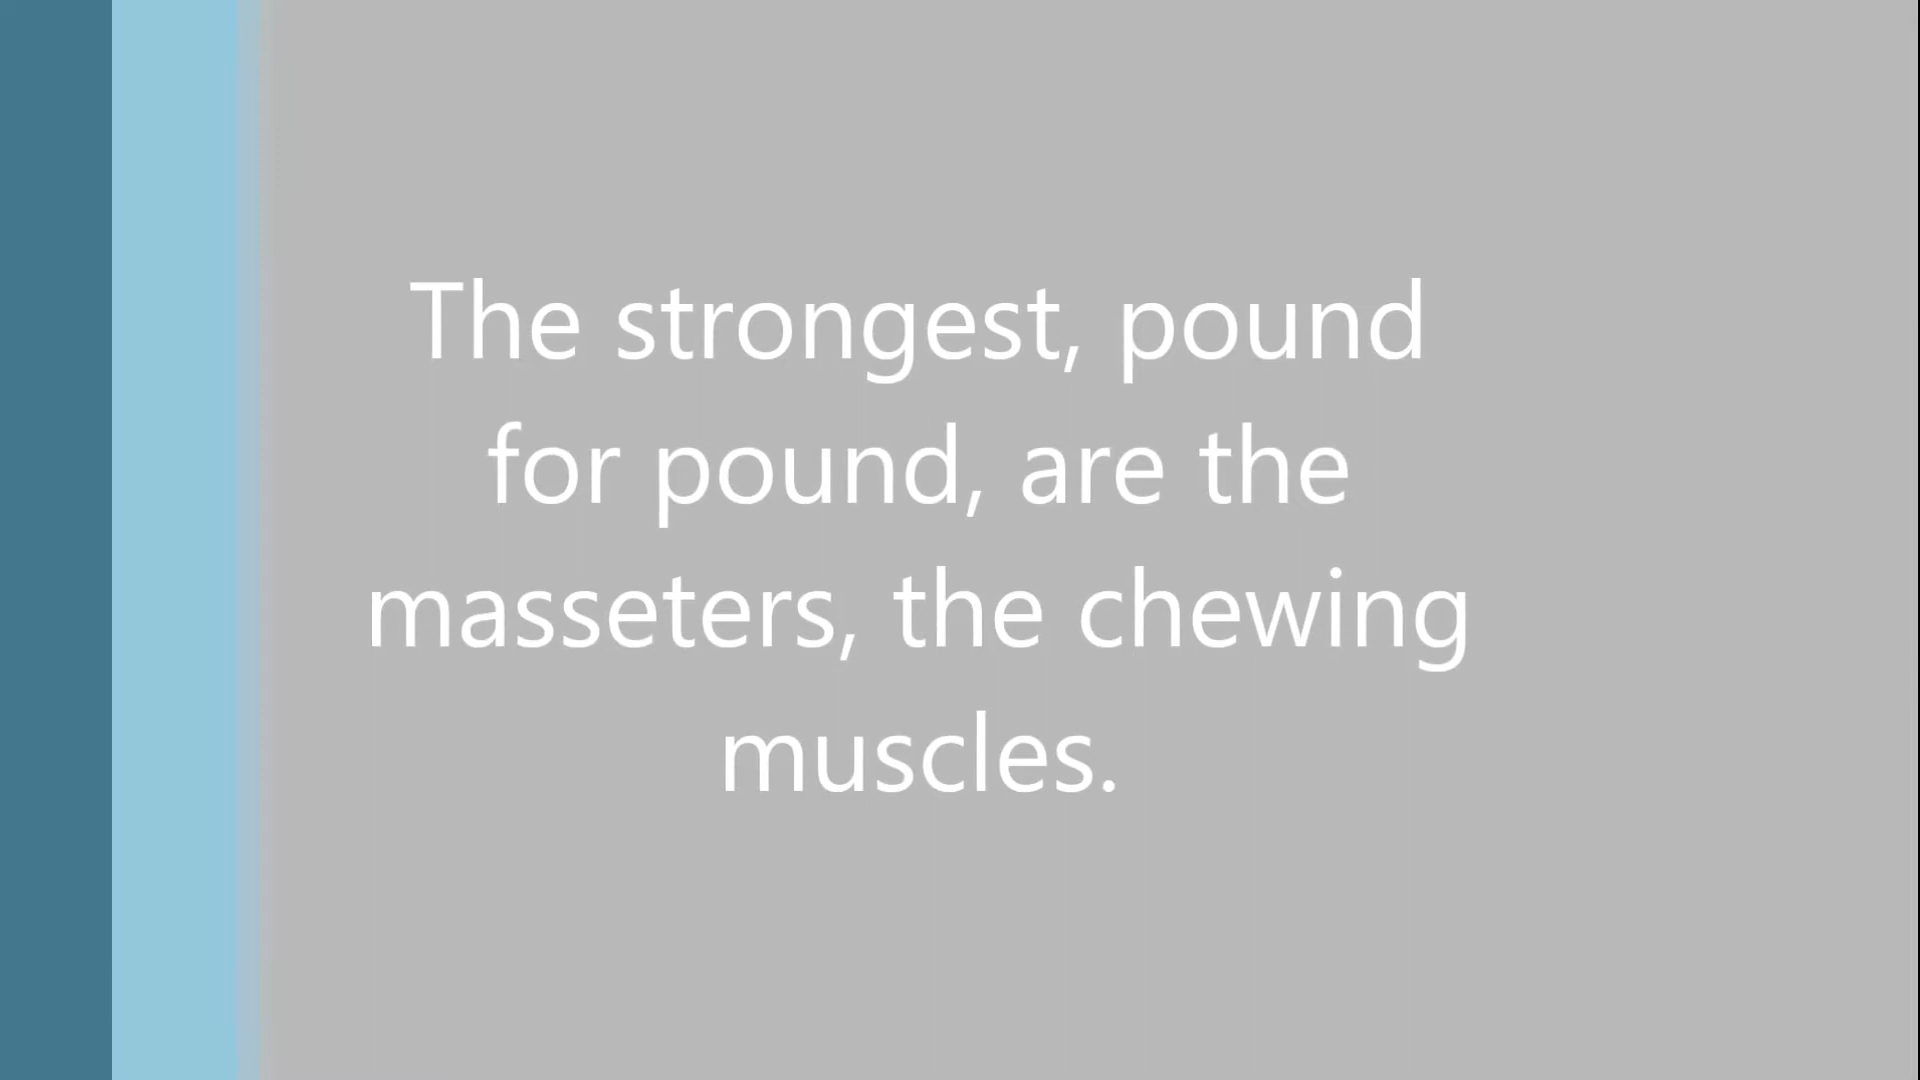 The strongest, pound
for pound, are the
masseters, the chewing
muscles.